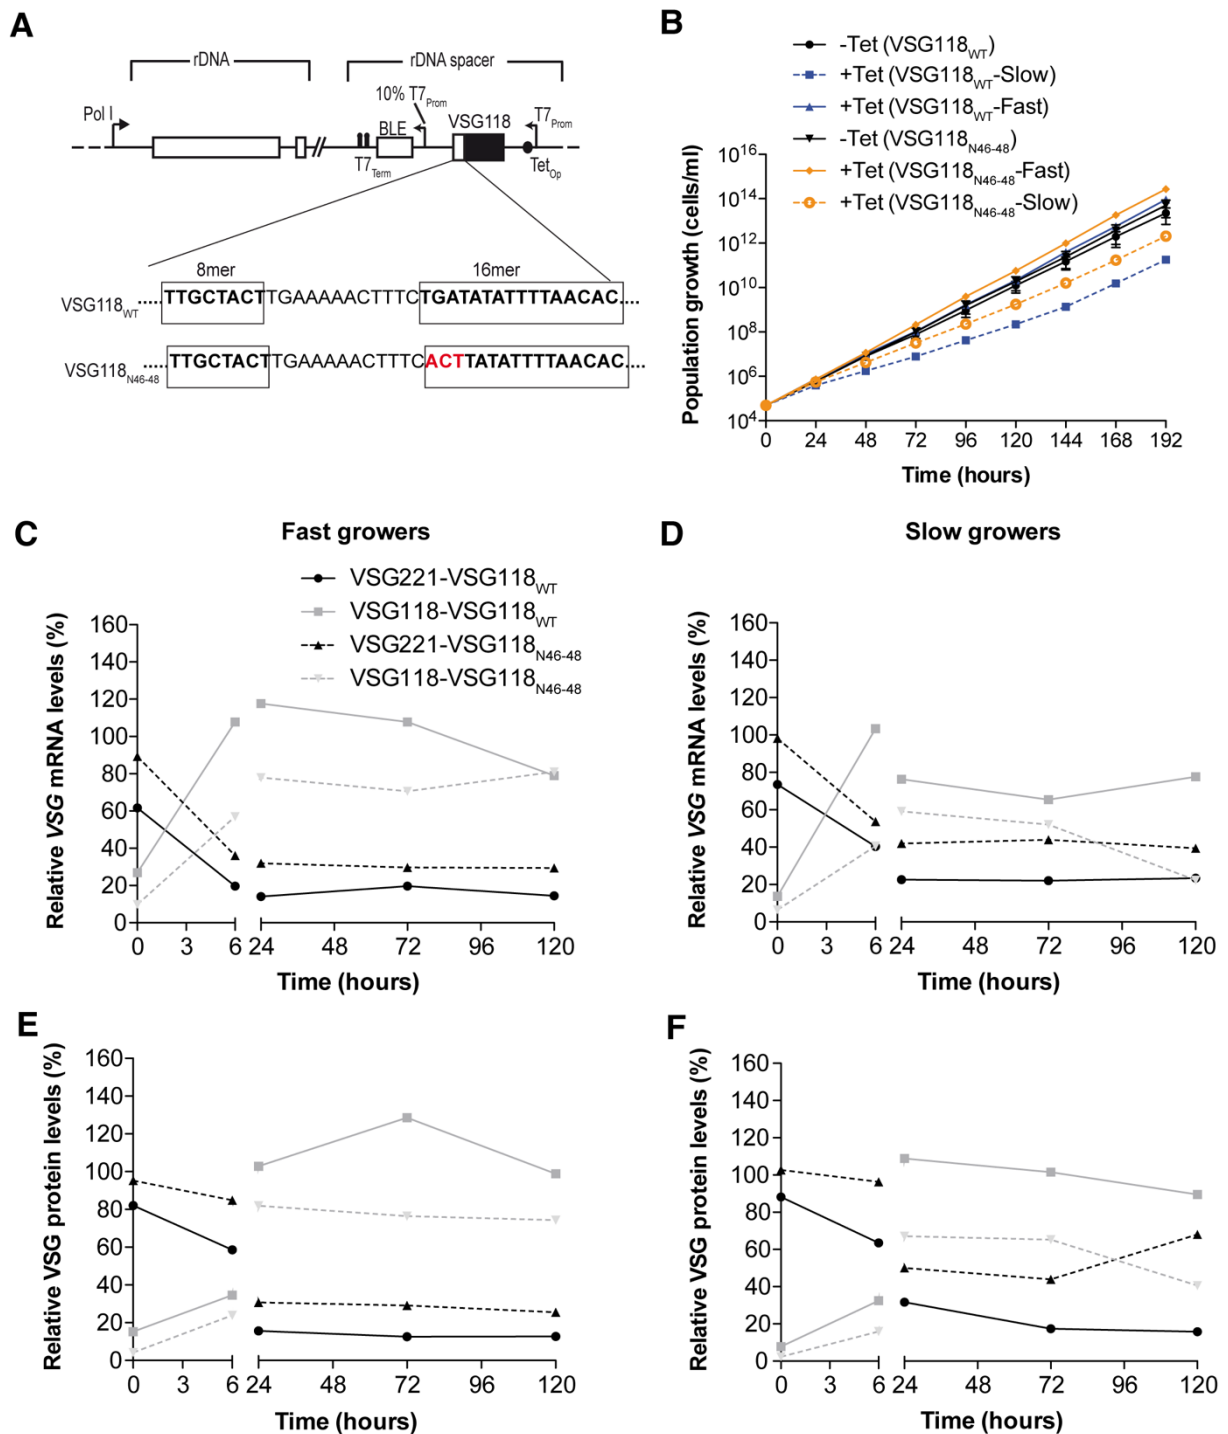 A
rDNA
rDNA spacer
10% T7Prom
Pol I
BLE
VSG118
T7Prom
T7Term
TetOp
8mer
16mer
VSG118WT
TTGCTACTTGAAAAACTTTCTGATATATTTTAACAC
VSG118N46-48
TTGCTACTTGAAAAACTTTCACTTATATTTTAACAC
B
-Tet (VSG118WT)
+Tet (VSG118WT-Slow)
+Tet (VSG118WT-Fast)
-Tet (VSG118N46-48)
+Tet (VSG118N46-48-Fast)
+Tet (VSG118N46-48-Slow)
Population growth (cells/ml)
10^16
10^14
10^12
10^10
10^8
10^6
10^4
0 24 48 72 96 120 144 168 192
Time (hours)
C
Fast growers
VSG221-VSG118WT
VSG118-VSG118WT
VSG221-VSG118N46-48
VSG118-VSG118N46-48
Relative VSG mRNA levels (%)
160
140
120
100
80
60
40
20
0
0 3 6 24 48 72 96 120
Time (hours)
D
Slow growers
Relative VSG mRNA levels (%)
160
140
120
100
80
60
40
20
0
0 3 6 24 48 72 96 120
Time (hours)
E
Relative VSG protein levels (%)
160
140
120
100
80
60
40
20
0
0 3 6 24 48 72 96 120
Time (hours)
F
Relative VSG protein levels (%)
160
140
120
100
80
60
40
20
0
0 3 6 24 48 72 96 120
Time (hours)